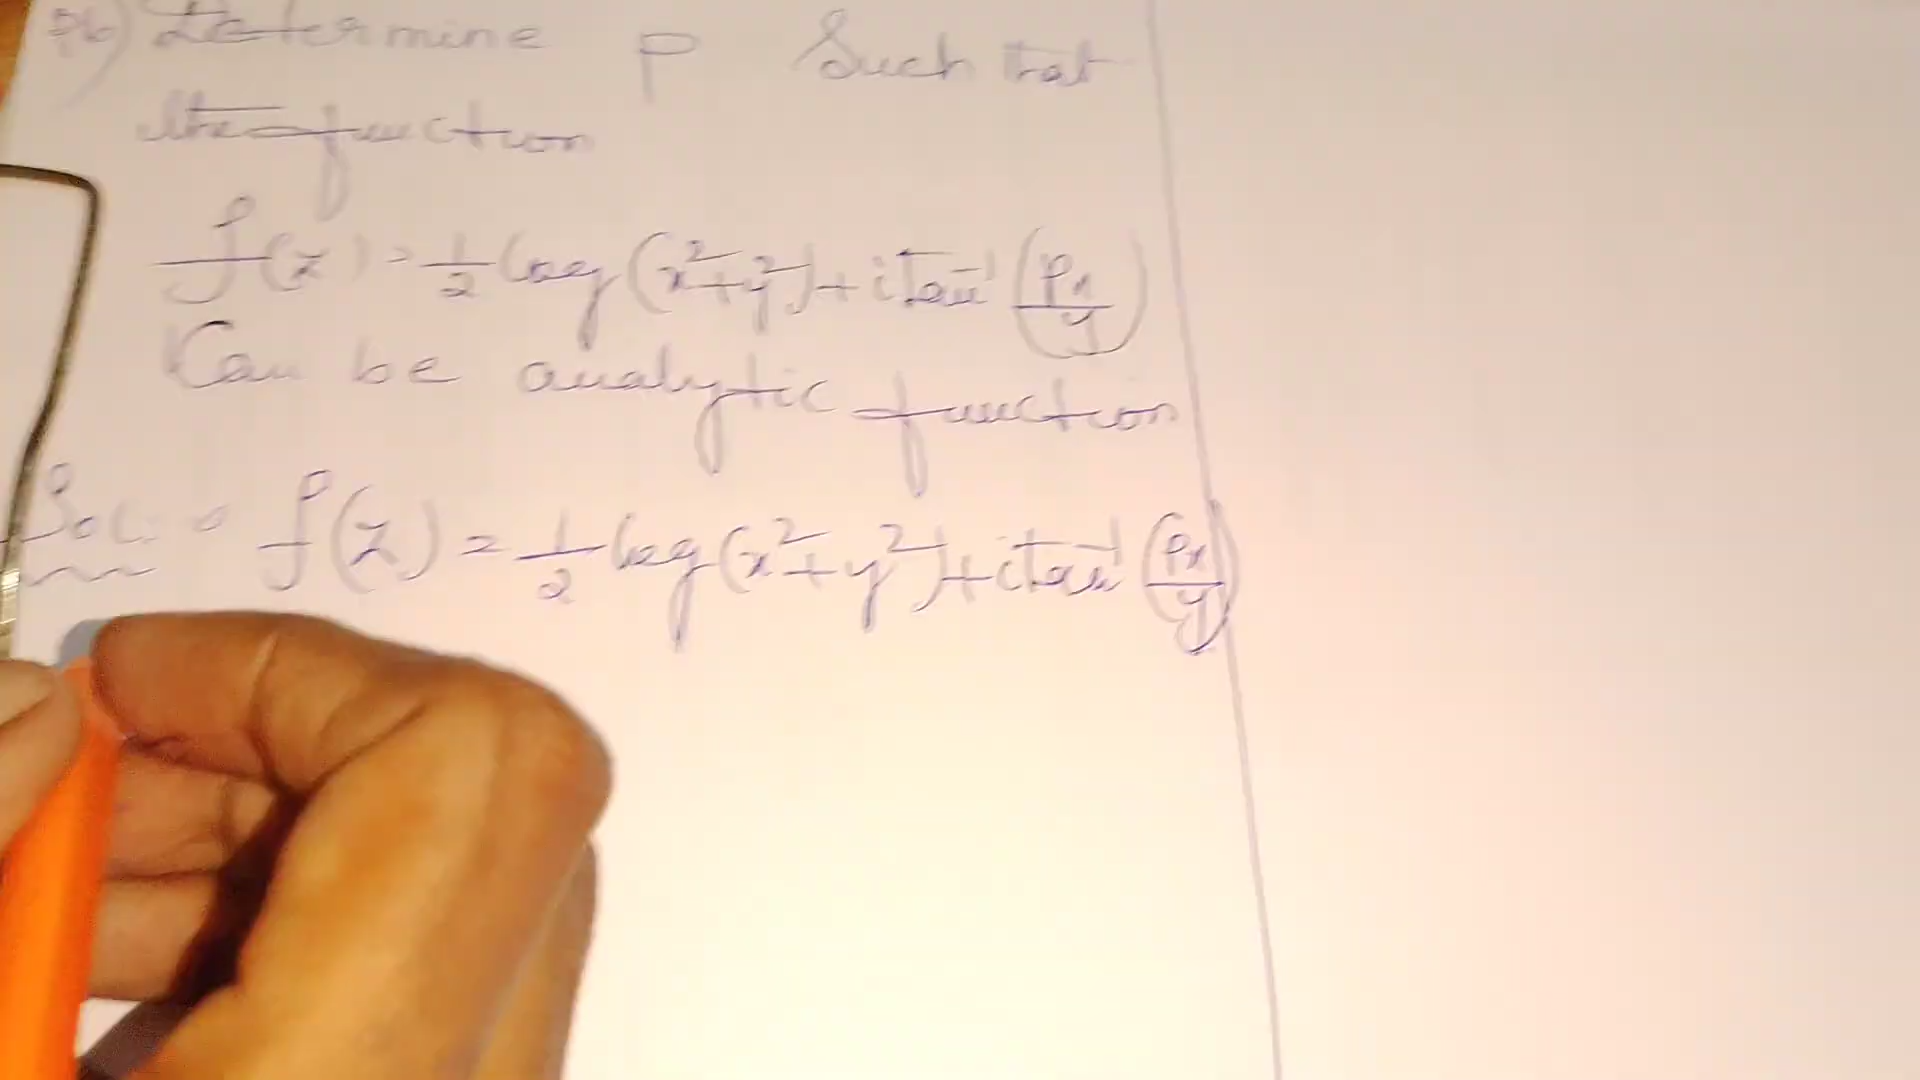 Determine P Such that
the function
f(z) = 1/2 log (x²+y²) + i tan⁻¹ (Px/y)
Can be analytic function
Sol: f(z) = 1/2 log (x²+y²) + i tan⁻¹ (Px/y)